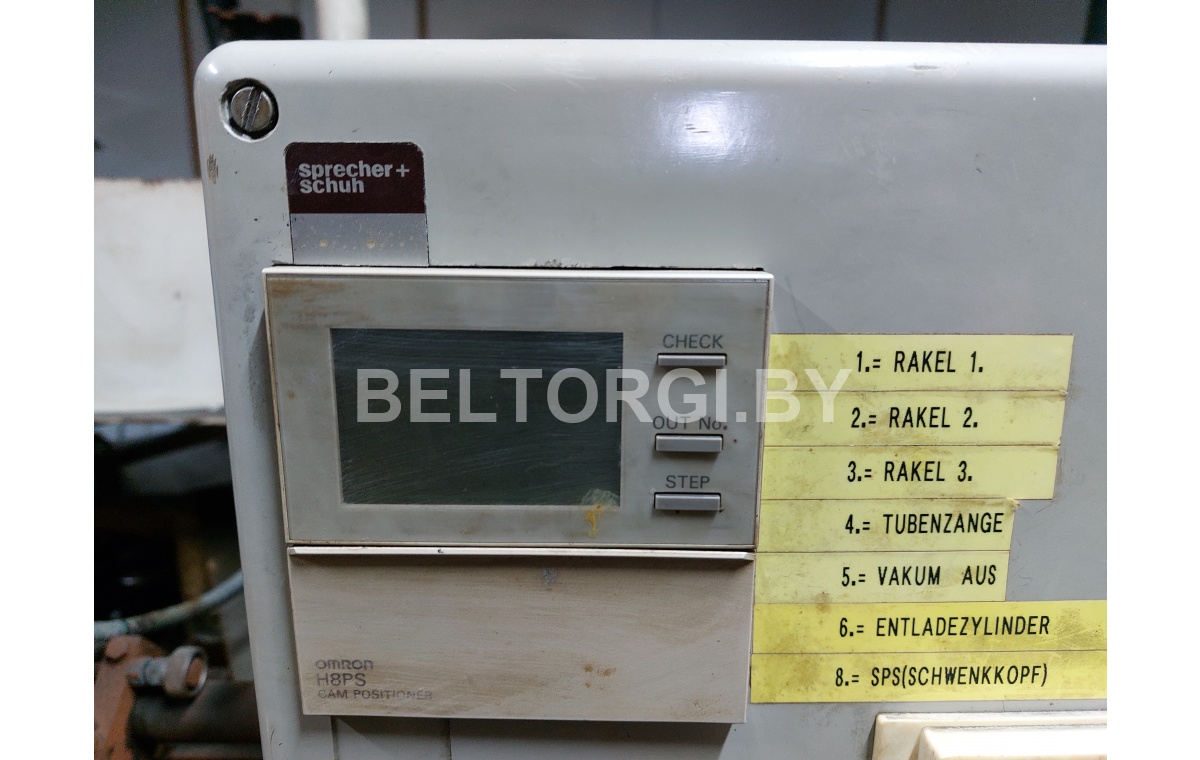 sprecher+
schuh
CHECK
OUT No.
STEP
BELTORGI.BY
omron
H8PS
CAM POSITIONER
1.= RAKEL 1.
2.= RAKEL 2.
3.= RAKEL 3.
4.= TUBENZANGE
5.= VAKUM AUS
6.= ENTLADEZYLINDER
8.= SPS(SCHWENKKOPF)